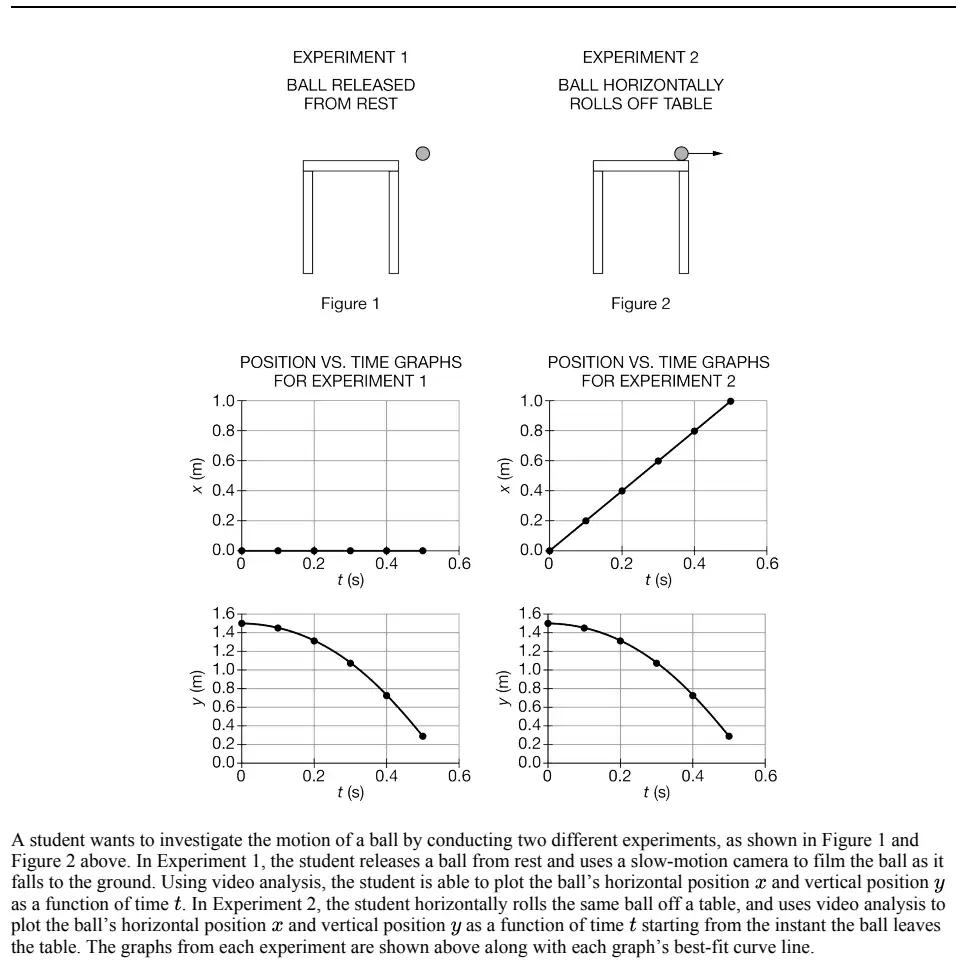 EXPERIMENT 1
BALL RELEASED
FROM REST
Figure 1
EXPERIMENT 2
BALL HORIZONTALLY
ROLLS OFF TABLE
Figure 2
POSITION VS. TIME GRAPHS
FOR EXPERIMENT 1
1.0
0.8
0.6
0.4
0.2
0.0
x (m)
0 0.2 0.4 0.6
t (s)
POSITION VS. TIME GRAPHS
FOR EXPERIMENT 2
1.0
0.8
0.6
0.4
0.2
0.0
x (m)
0 0.2 0.4 0.6
t (s)
1.6
1.4
1.2
1.0
0.8
0.6
0.4
0.2
0.0
y (m)
0 0.2 0.4 0.6
t (s)
1.6
1.4
1.2
1.0
0.8
0.6
0.4
0.2
0.0
y (m)
0 0.2 0.4 0.6
t (s)
A student wants to investigate the motion of a ball by conducting two different experiments, as shown in Figure 1 and
Figure 2 above. In Experiment 1, the student releases a ball from rest and uses a slow-motion camera to film the ball as it
falls to the ground. Using video analysis, the student is able to plot the ball’s horizontal position x and vertical position y
as a function of time t. In Experiment 2, the student horizontally rolls the same ball off a table, and uses video analysis to
plot the ball’s horizontal position x and vertical position y as a function of time t starting from the instant the ball leaves
the table. The graphs from each experiment are shown above along with each graph’s best-fit curve line.